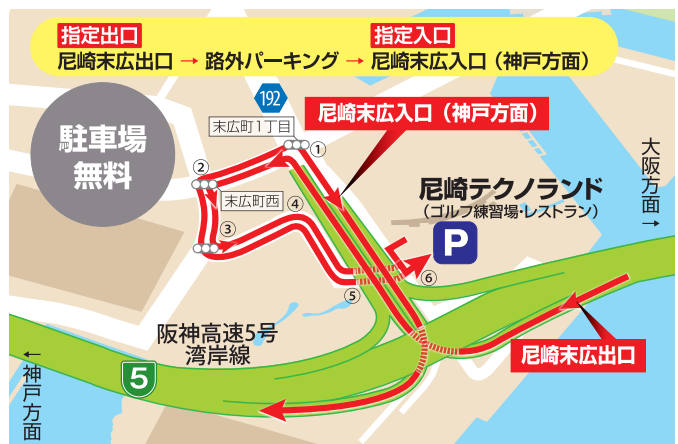 指定出口
指定入口
尼崎末広出口 → 路外パーキング → 尼崎末広入口（神戸方面）
駐車場
無料
192
末広町1丁目
尼崎末広入口（神戸方面）
①
②
末広町西
③
④
⑤
⑥
尼崎テクノランド
（ゴルフ練習場・レストラン）
P
大阪方面→
阪神高速5号
湾岸線
5
尼崎末広出口
←神戸方面